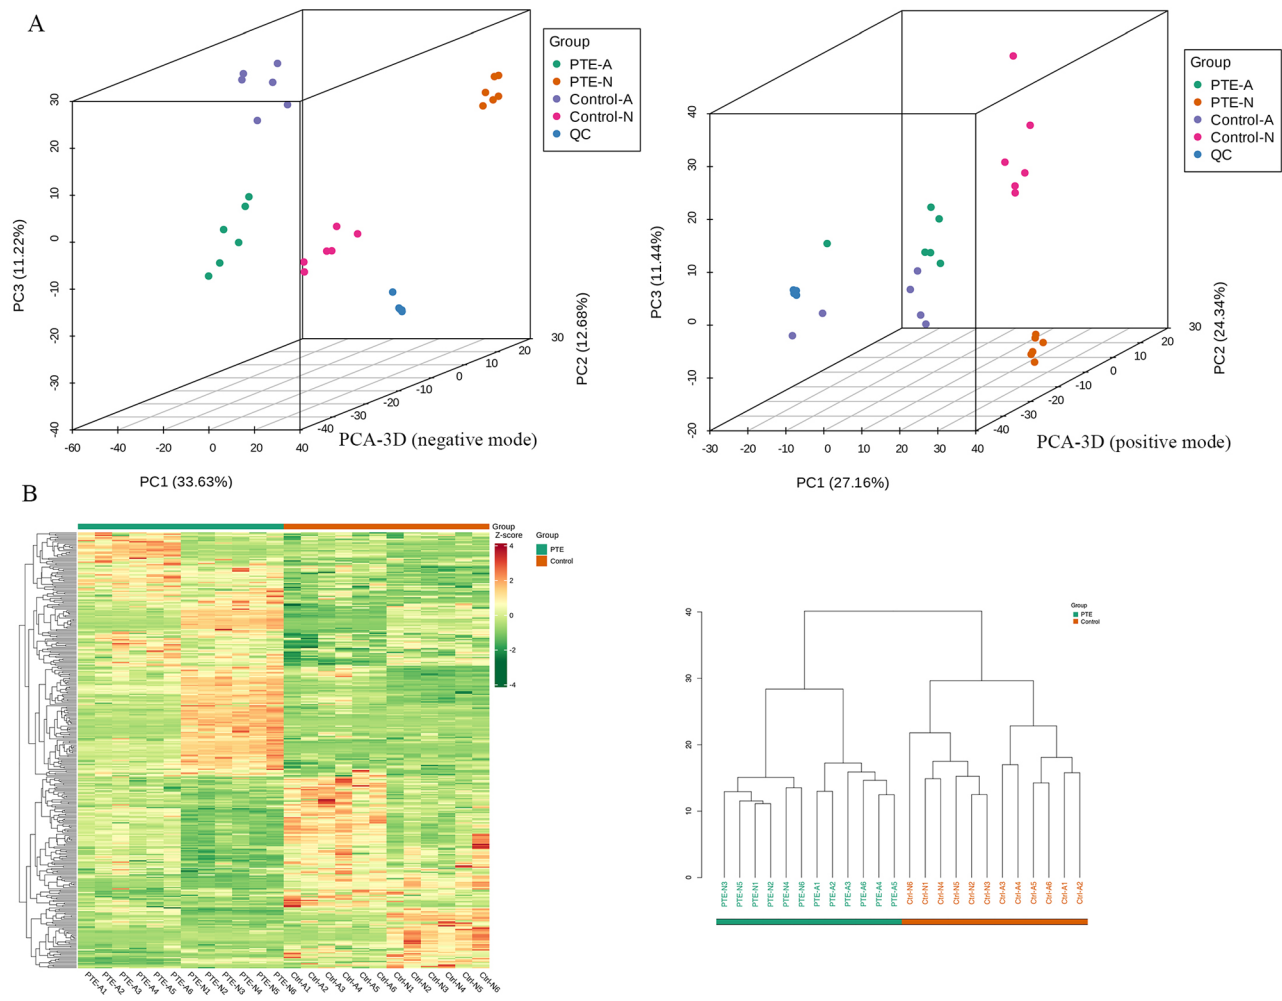 A
Group
PTE-A
PTE-N
Control-A
Control-N
QC
30
20
10
0
-10
-20
-30
-40
PC3 (11.22%)
-60
-40
-20
0
20
40
PC1 (33.63%)
-40
-30
-20
-10
0
10
20
30
PC2 (12.68%)
PCA-3D (negative mode)
Group
PTE-A
PTE-N
Control-A
Control-N
QC
40
30
20
10
0
-10
-20
PC3 (11.44%)
-30
-20
-10
0
10
20
30
40
PC1 (27.16%)
-40
-30
-20
-10
0
10
20
30
PC2 (24.34%)
PCA-3D (positive mode)
B
Group
Z-score
4
2
0
-2
-4
Group
PTE
Control
PTE-A1
PTE-A2
PTE-A3
PTE-A4
PTE-A5
PTE-A6
PTE-N1
PTE-N2
PTE-N3
PTE-N4
PTE-N5
PTE-N6
Ctrl-A1
Ctrl-A2
Ctrl-A3
Ctrl-A4
Ctrl-A5
Ctrl-A6
Ctrl-N1
Ctrl-N2
Ctrl-N3
Ctrl-N4
Ctrl-N5
Ctrl-N6
Group
PTE
Control
40
30
20
10
0
PTE-N3
PTE-N5
PTE-N1
PTE-N2
PTE-N4
PTE-N6
PTE-A1
PTE-A2
PTE-A3
PTE-A6
PTE-A4
PTE-A5
Ctrl-N6
Ctrl-N1
Ctrl-N4
Ctrl-N5
Ctrl-N2
Ctrl-N3
Ctrl-A3
Ctrl-A4
Ctrl-A5
Ctrl-A6
Ctrl-A1
Ctrl-A2